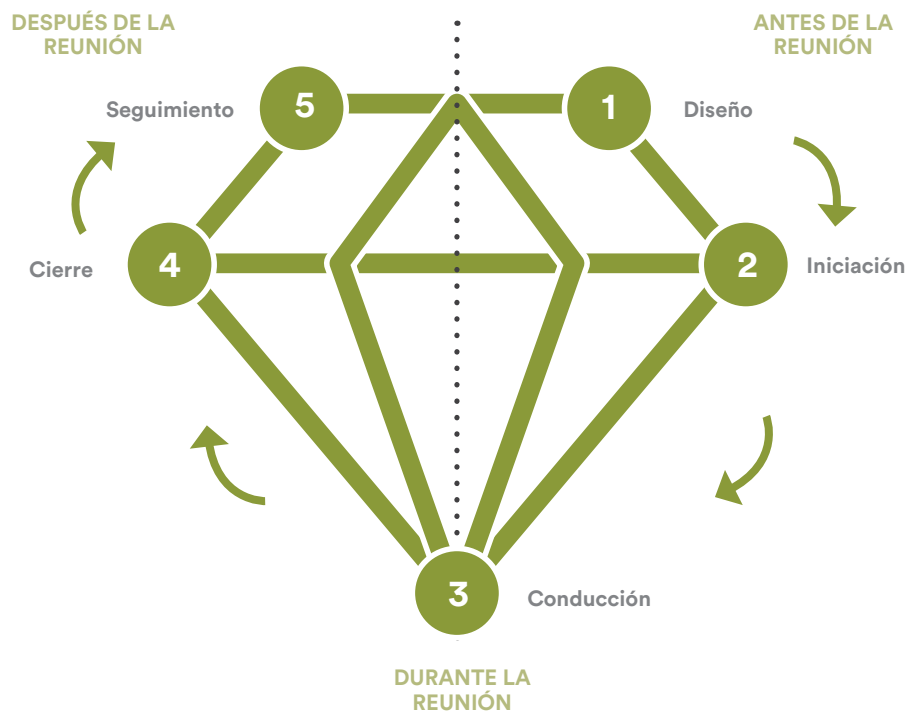 DESPUÉS DE LA
REUNIÓN
ANTES DE LA
REUNIÓN
Seguimiento
5
1
Diseño
Cierre
4
2
Iniciación
3
Conducción
DURANTE LA
REUNIÓN